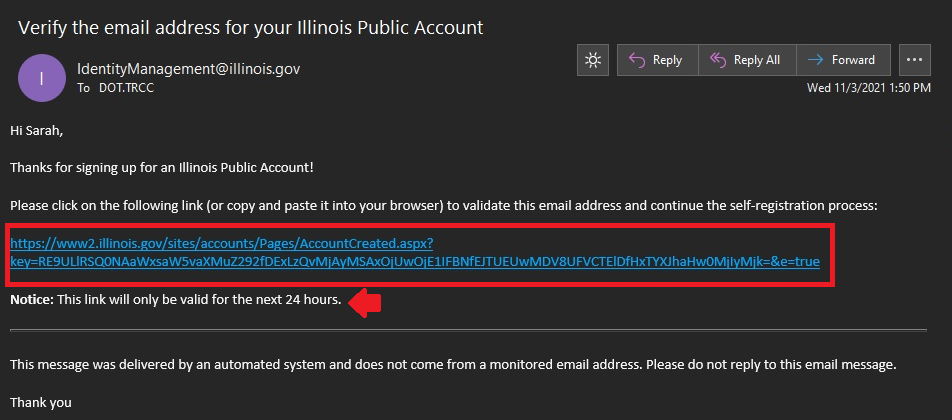 Verify the email address for your Illinois Public Account
I
IdentityManagement@illinois.gov
To DOT.TRCC
Reply
Reply All
Forward
...
Wed 11/3/2021 1:50 PM
Hi Sarah,
Thanks for signing up for an Illinois Public Account!
Please click on the following link (or copy and paste it into your browser) to validate this email address and continue the self-registration process:
https://www2.illinois.gov/sites/accounts/Pages/AccountCreated.aspx?
key=RE9ULlRSQ0NAaWxsaW5vaXMuZ292fDExLzQvMjAyMSAxOjUwOjE1IFBNfEJTUEUwMDV8UFVCTElDfHxTYXJhaHw0MjIyMjk=&e=true
Notice: This link will only be valid for the next 24 hours.
This message was delivered by an automated system and does not come from a monitored email address. Please do not reply to this email message.
Thank you